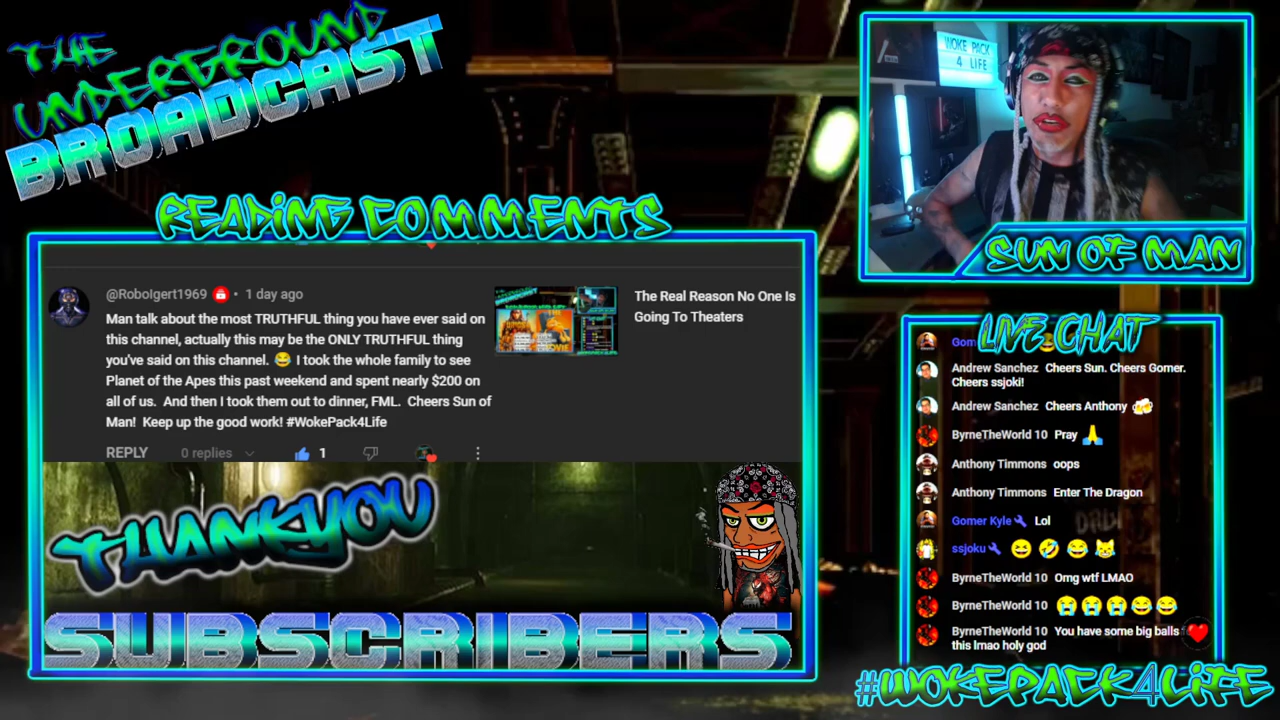 THE
UNDERGROUND
BROADCAST
WOKE PACK
4 LIFE
READING COMMENTS
SUN OF MAN
@RoboIgert1969 • 1 day ago
Man talk about the most TRUTHFUL thing you have ever said on
this channel, actually this may be the ONLY TRUTHFUL thing
you've said on this channel. 😂 I took the whole family to see
Planet of the Apes this past weekend and spent nearly $200 on
all of us. And then I took them out to dinner, FML. Cheers Sun of
Man! Keep up the good work! #WokePack4Life
REPLY 0 replies 1
The Real Reason No One Is
Going To Theaters
THANKYOU
SUBSCRIBERS
LIVE CHAT
Gom
Andrew Sanchez Cheers Sun. Cheers Gomer.
Cheers ssjoku!
Andrew Sanchez Cheers Anthony 🍻
ByrneTheWorld 10 Pray 🙏
Anthony Timmons oops
Anthony Timmons Enter The Dragon
Gomer Kyle Lol
ssjoku 😆 🤣 😂 😹
ByrneTheWorld 10 Omg wtf LMAO
ByrneTheWorld 10 😭 😭 😭 😂 😂
ByrneTheWorld 10 You have some big balls
this lmao holy god
#WOKEPACK4LIFE